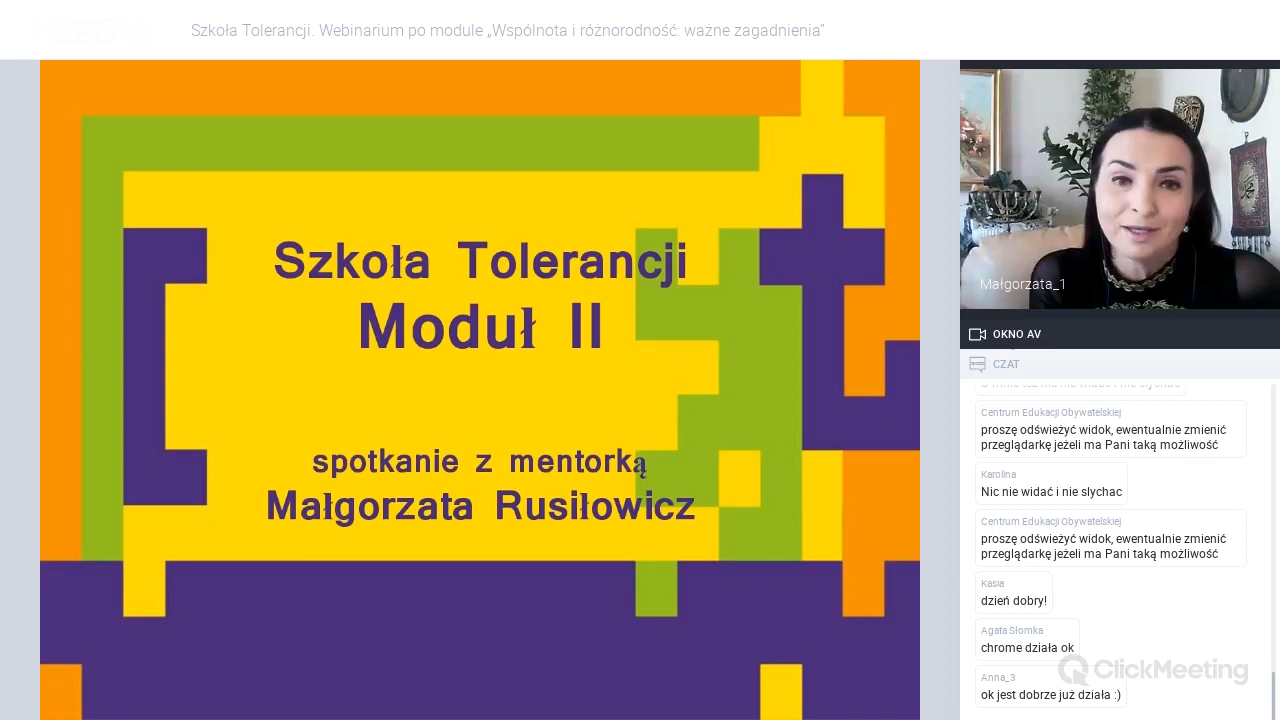 Szkoła Tolerancji. Webinarium po module „Wspólnota i różnorodność: ważne zagadnienia”
Szkoła Tolerancji
Moduł II
spotkanie z mentorką
Małgorzata Rusiłowicz
Małgorzata_1
OKNO AV
CZAT
Centrum Edukacji Obywatelskiej
proszę odświeżyć widok, ewentualnie zmienić
przeglądarkę jeżeli ma Pani taką możliwość
Karolina
Nic nie widać i nie slychac
Centrum Edukacji Obywatelskiej
proszę odświeżyć widok, ewentualnie zmienić
przeglądarkę jeżeli ma Pani taką możliwość
Kasia
dzień dobry!
Agata Słomka
chrome działa ok
ClickMeeting
Anna_3
ok jest dobrze już działa :)